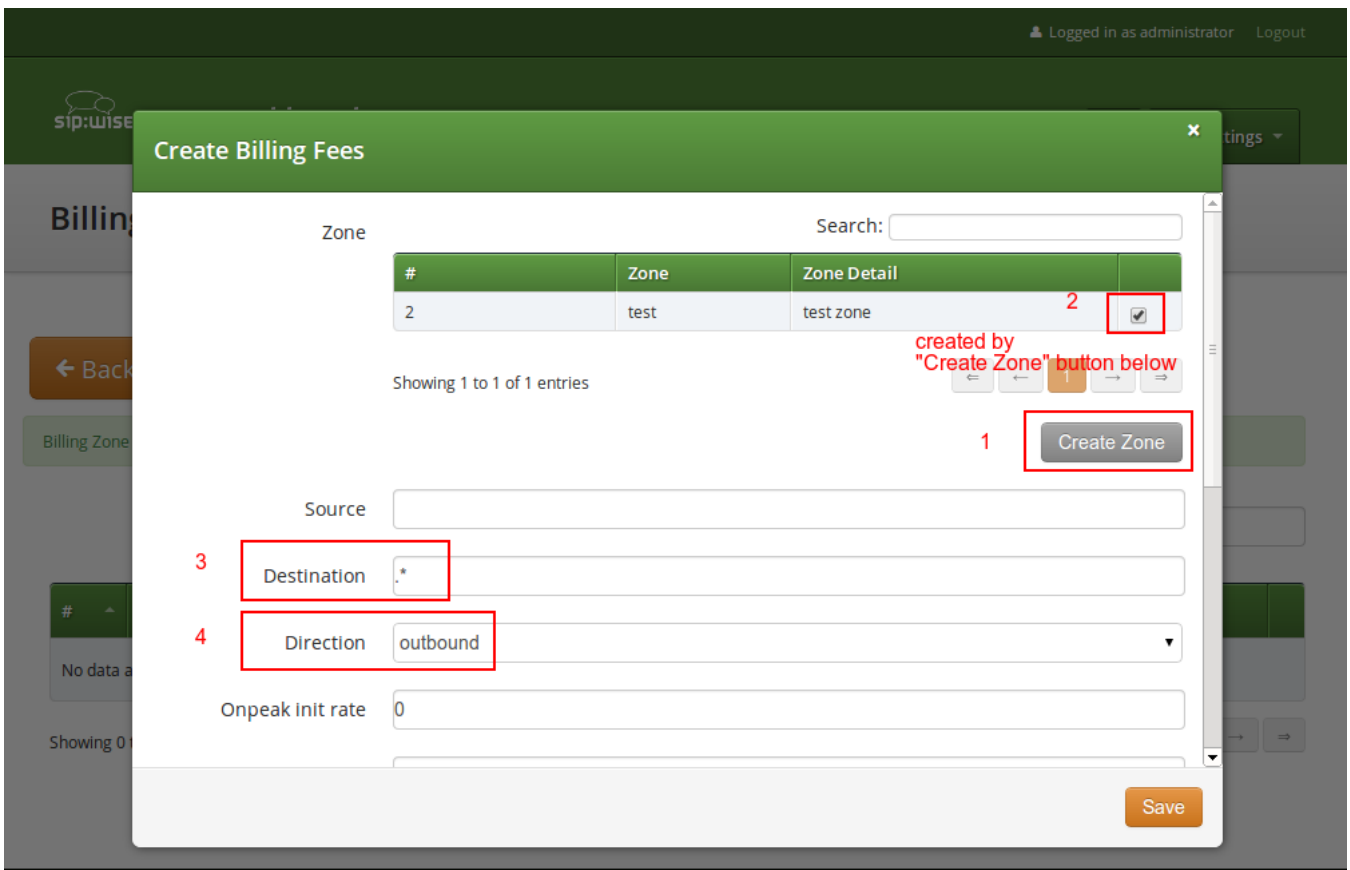 Logged in as administrator Logout
sip:wise
tings
Create Billing Fees ×
Billin
Zone
Search:
# Zone Zone Detail
2 test test zone 2
created by
"Create Zone" button below
Back
Showing 1 to 1 of 1 entries ⇐ ← 1 → ⇒
Billing Zone
1 Create Zone
Source
3 Destination .*
#
4 Direction outbound
No data a
Onpeak init rate 0
Showing 0 t → ⇒
Save